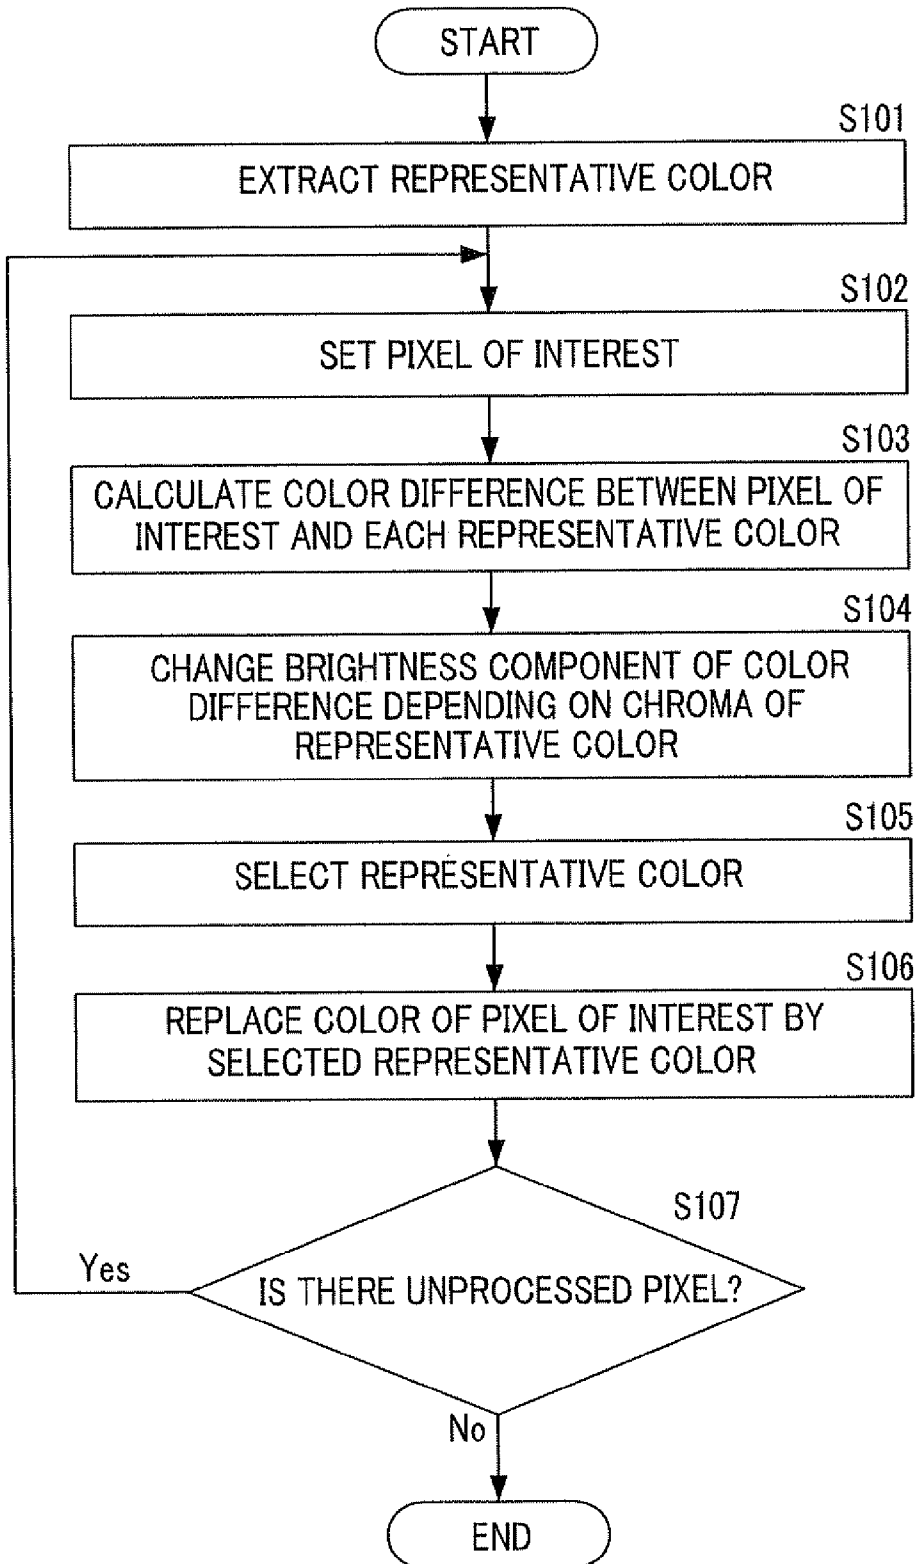 START
S101
EXTRACT REPRESENTATIVE COLOR
S102
SET PIXEL OF INTEREST
S103
CALCULATE COLOR DIFFERENCE BETWEEN PIXEL OF
INTEREST AND EACH REPRESENTATIVE COLOR
S104
CHANGE BRIGHTNESS COMPONENT OF COLOR
DIFFERENCE DEPENDING ON CHROMA OF
REPRESENTATIVE COLOR
S105
SELECT REPRESENTATIVE COLOR
S106
REPLACE COLOR OF PIXEL OF INTEREST BY
SELECTED REPRESENTATIVE COLOR
S107
Yes
IS THERE UNPROCESSED PIXEL?
No
END